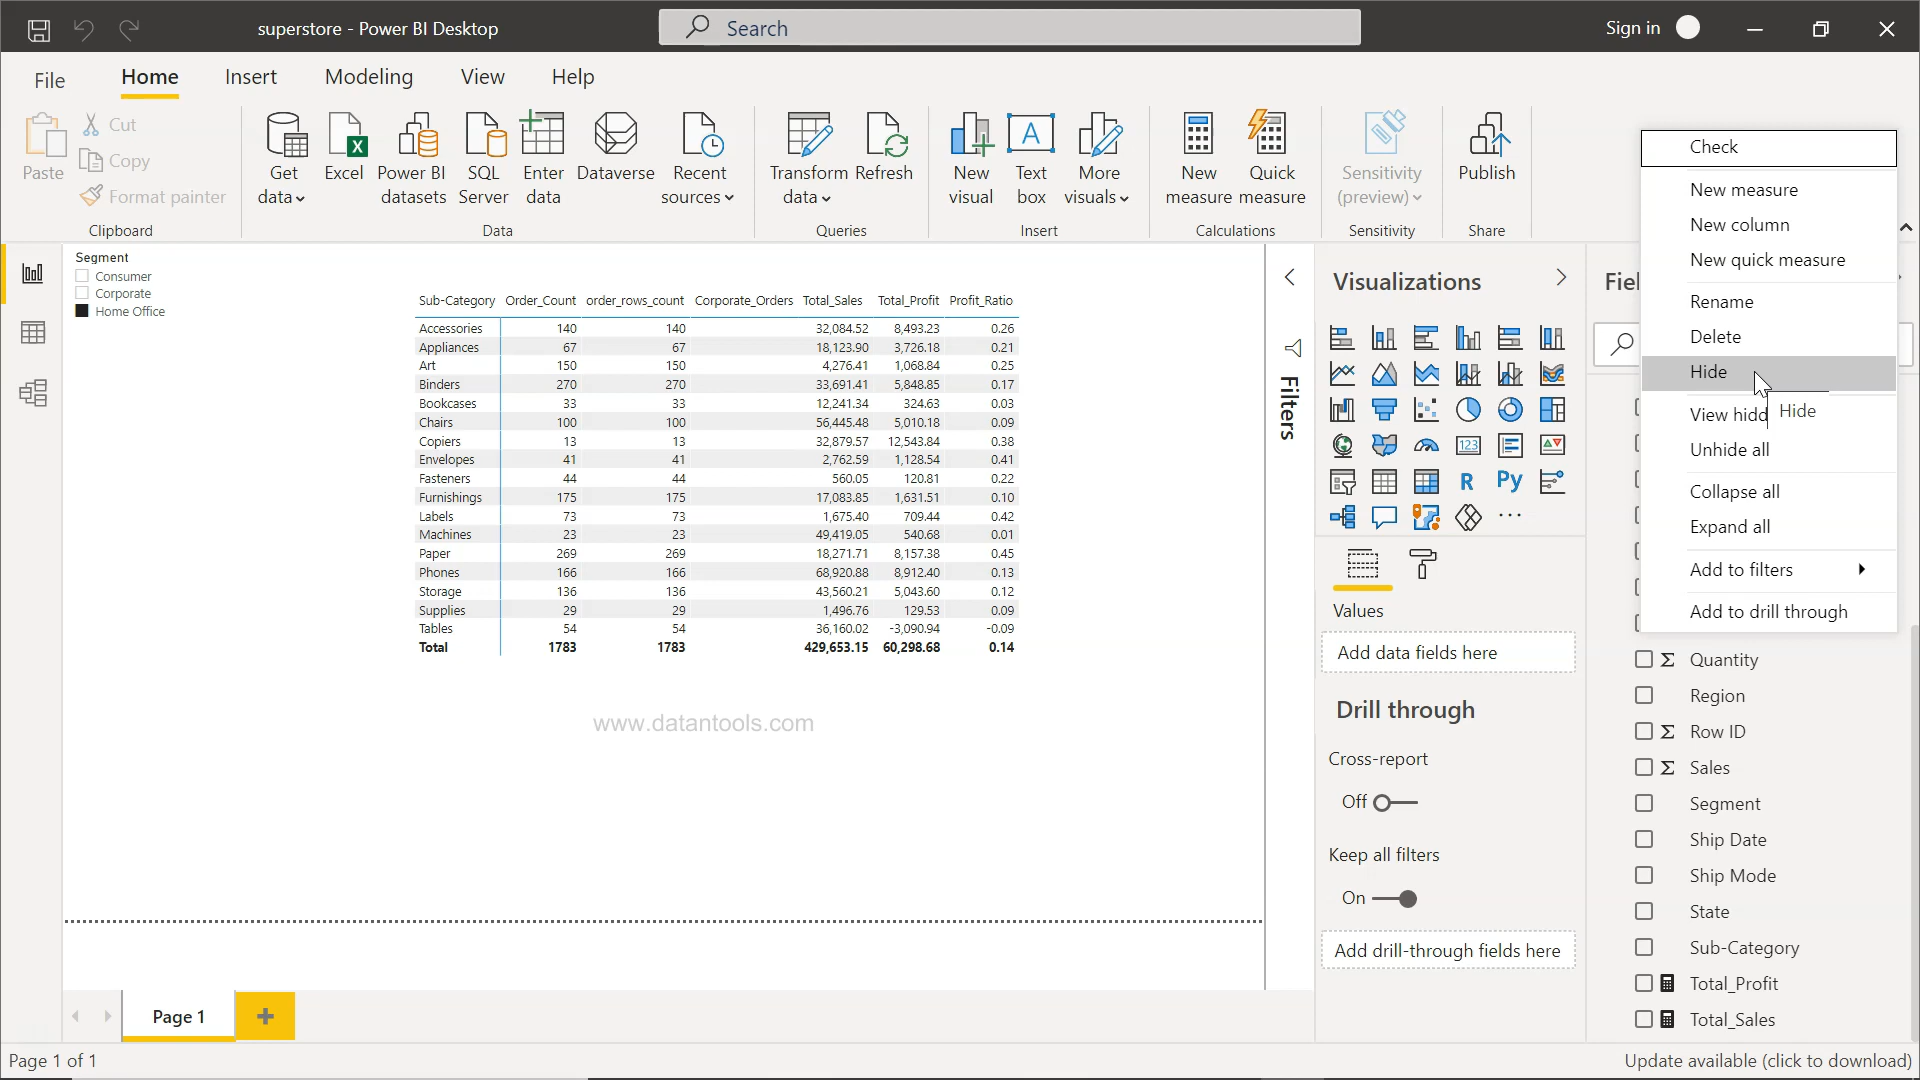 superstore - Power BI Desktop
Search
Sign in
File Home Insert Modeling View Help
Paste
Cut
Copy
Format painter
Clipboard
Get data
Excel
Power BI datasets
SQL Server
Enter data
Dataverse
Recent sources
Data
Transform data
Refresh
Queries
New visual
Text box
More visuals
Insert
New measure
Quick measure
Calculations
Sensitivity (preview)
Sensitivity
Publish
Share
Segment
Consumer
Corporate
Home Office
Sub-Category Order_Count order_rows_count Corporate_Orders Total_Sales Total_Profit Profit_Ratio
Accessories 140 140 32,084.52 8,493.23 0.26
Appliances 67 67 18,123.90 3,726.18 0.21
Art 150 150 4,276.41 1,068.84 0.25
Binders 270 270 33,691.41 5,848.85 0.17
Bookcases 33 33 12,241.34 324.63 0.03
Chairs 100 100 56,445.48 5,010.18 0.09
Copiers 13 13 32,879.57 12,543.84 0.38
Envelopes 41 41 2,762.59 1,128.54 0.41
Fasteners 44 44 560.05 120.81 0.22
Furnishings 175 175 17,083.85 1,631.51 0.10
Labels 73 73 1,675.40 709.44 0.42
Machines 23 23 49,419.05 540.68 0.01
Paper 269 269 18,271.71 8,157.38 0.45
Phones 166 166 68,920.88 8,912.40 0.13
Storage 136 136 43,560.21 5,043.60 0.12
Supplies 29 29 1,496.76 129.53 0.09
Tables 54 54 36,160.02 -3,090.94 -0.09
Total 1783 1783 429,653.15 60,298.68 0.14
www.datantools.com
Filters
Visualizations
123
R
Py
Values
Add data fields here
Drill through
Cross-report
Off
Keep all filters
On
Add drill-through fields here
Check
New measure
New column
New quick measure
Rename
Delete
Hide
Hide
Unhide all
Collapse all
Expand all
Add to filters
Add to drill through
Quantity
Region
Row ID
Sales
Segment
Ship Date
Ship Mode
State
Sub-Category
Total_Profit
Total_Sales
Page 1
Page 1 of 1
Update available (click to download)